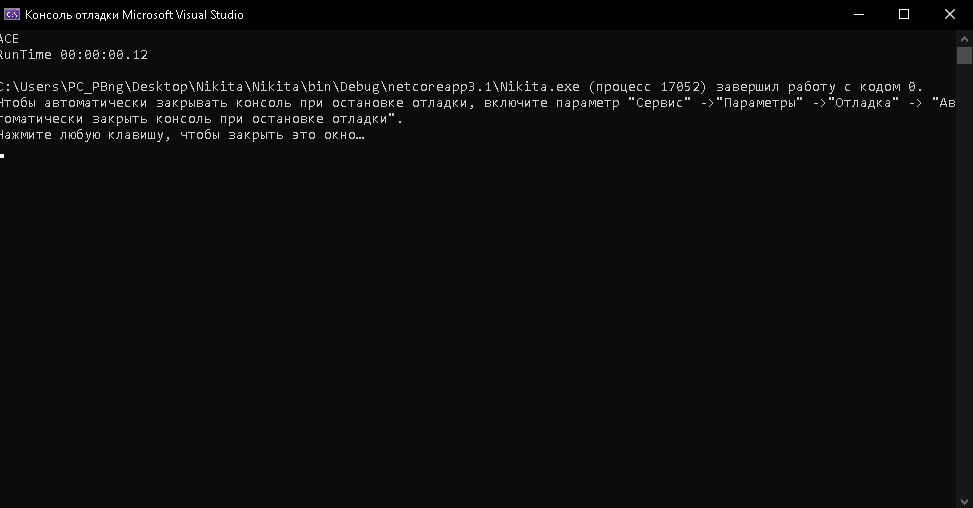 Консоль отладки Microsoft Visual Studio
ACE
RunTime 00:00:00.12
C:\Users\PC_PBng\Desktop\Nikita\Nikita\bin\Debug\netcoreapp3.1\Nikita.exe (процесс 17052) завершил работу с кодом 0.
Чтобы автоматически закрывать консоль при остановке отладки, включите параметр "Сервис" ->"Параметры" ->"Отладка" -> "Ав
томатически закрыть консоль при остановке отладки".
Нажмите любую клавишу, чтобы закрыть это окно…